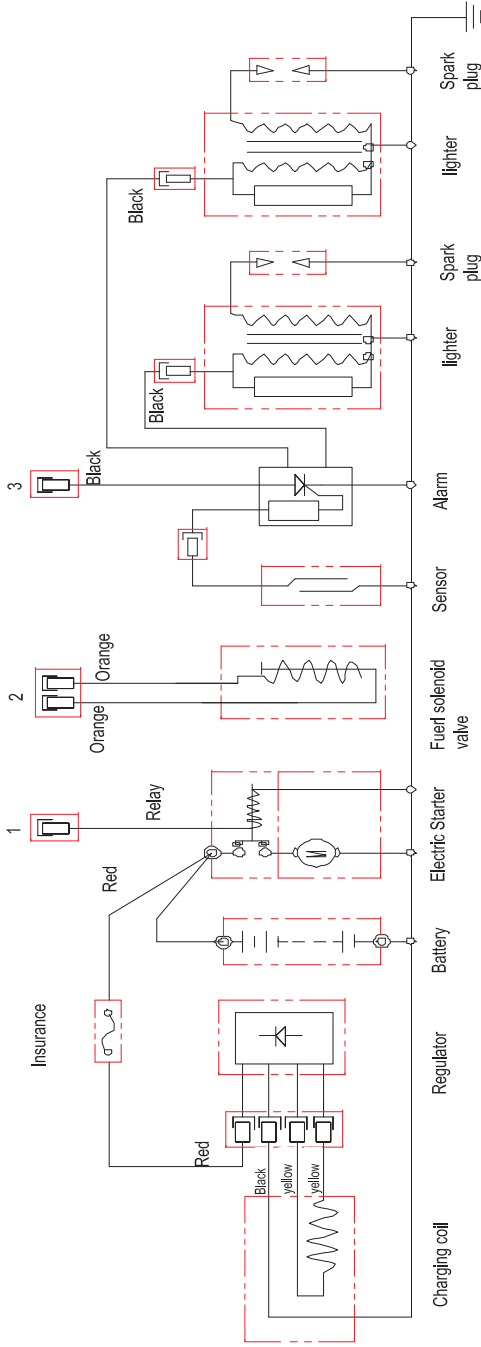 Charging coil
Black
yellow
yellow
Red
Regulator
Insurance
Red
Battery
1
Relay
Electric Starter
2
Orange
Orange
Fuerl solenoid
valve
Sensor
3
Black
M
Alarm
Black
lighter
Spark
plug
Black
lighter
Spark
plug